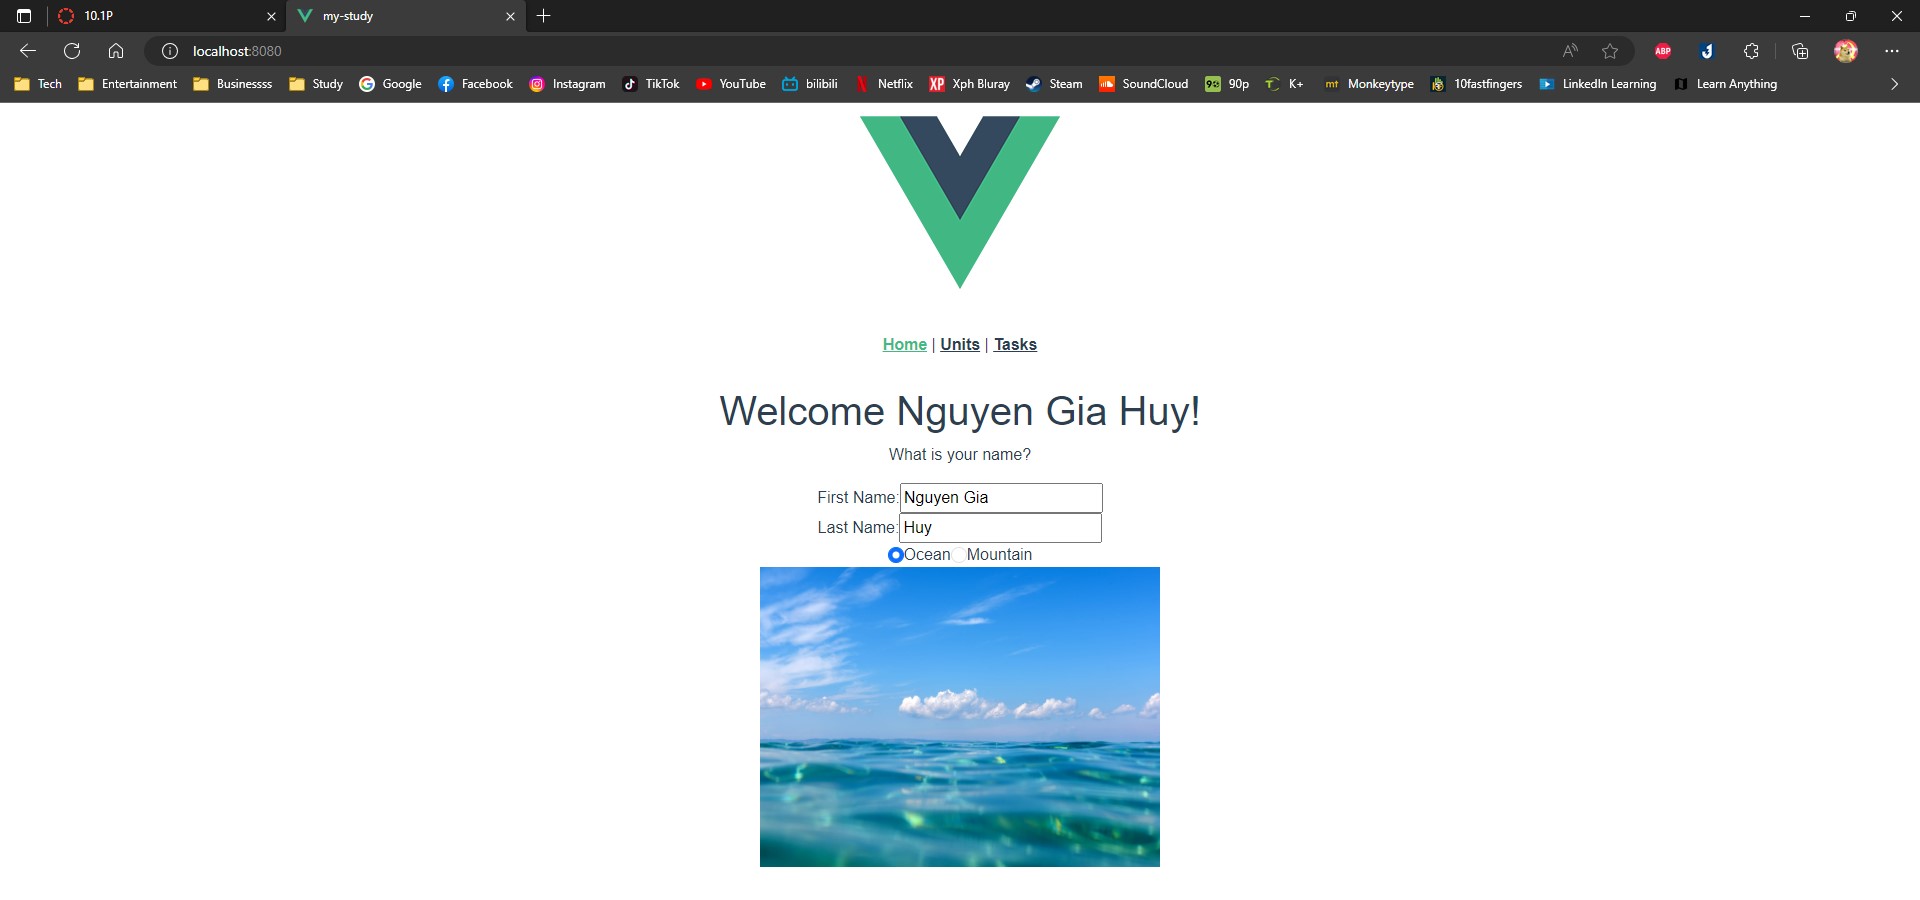 10.1P
my-study
localhost:8080
Tech Entertainment Businessss Study Google Facebook Instagram TikTok YouTube bilibili Netflix XP Xph Bluray Steam SoundCloud 90p K+ mt Monkeytype 10fastfingers LinkedIn Learning Learn Anything
ABP
Home | Units | Tasks
Welcome Nguyen Gia Huy!
What is your name?
First Name: Nguyen Gia
Last Name: Huy
Ocean Mountain